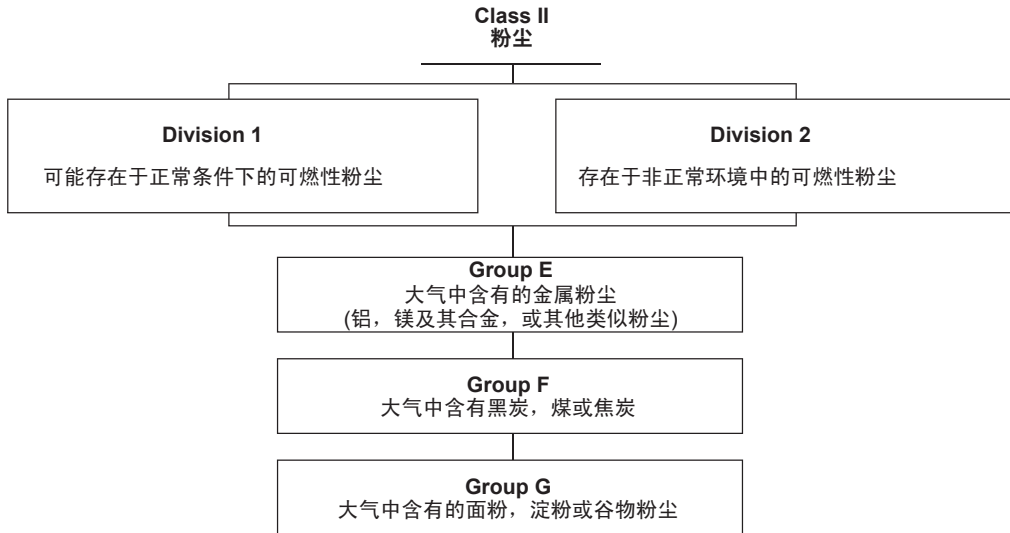 Class II
粉尘
Division 1
可能存在于正常条件下的可燃性粉尘
Division 2
存在于非正常环境中的可燃性粉尘
Group E
大气中含有的金属粉尘
(铝，镁及其合金，或其他类似粉尘)
Group F
大气中含有黑炭，煤或焦炭
Group G
大气中含有的面粉，淀粉或谷物粉尘